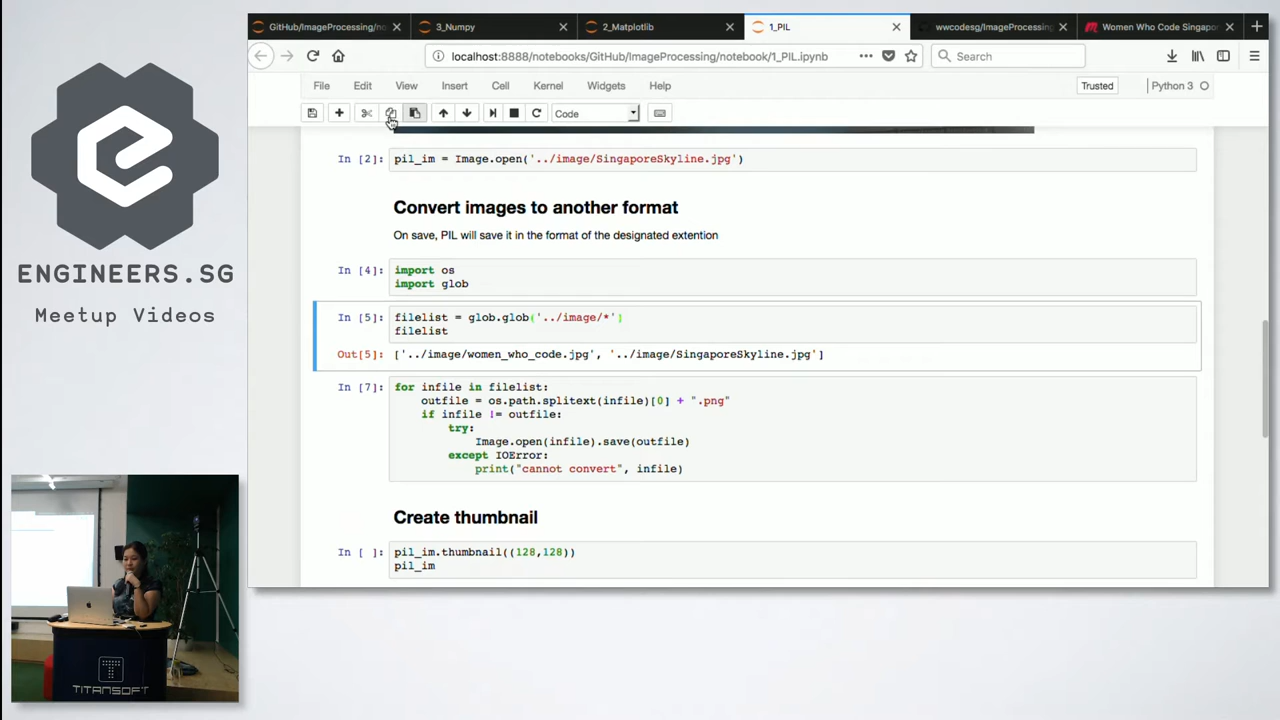 GitHub/ImageProcessing/no
3_Numpy
2_Matplotlib
1_PIL
wwcodesg/ImageProcessing
Women Who Code Singapo
localhost:8888/notebooks/GitHub/ImageProcessing/notebook/1_PIL.ipynb
Search
File Edit View Insert Cell Kernel Widgets Help
Trusted
Python 3
Code
In [2]: pil_im = Image.open('../image/SingaporeSkyline.jpg')
Convert images to another format
On save, PIL will save it in the format of the designated extention
In [4]: import os
import glob
In [5]: filelist = glob.glob('../image/*')
filelist
Out[5]: ['../image/women_who_code.jpg', '../image/SingaporeSkyline.jpg']
In [7]: for infile in filelist:
outfile = os.path.splitext(infile)[0] + ".png"
if infile != outfile:
try:
Image.open(infile).save(outfile)
except IOError:
print("cannot convert", infile)
Create thumbnail
In [ ]: pil_im.thumbnail((128,128))
pil_im
ENGINEERS.SG
Meetup Videos
TITANSOFT